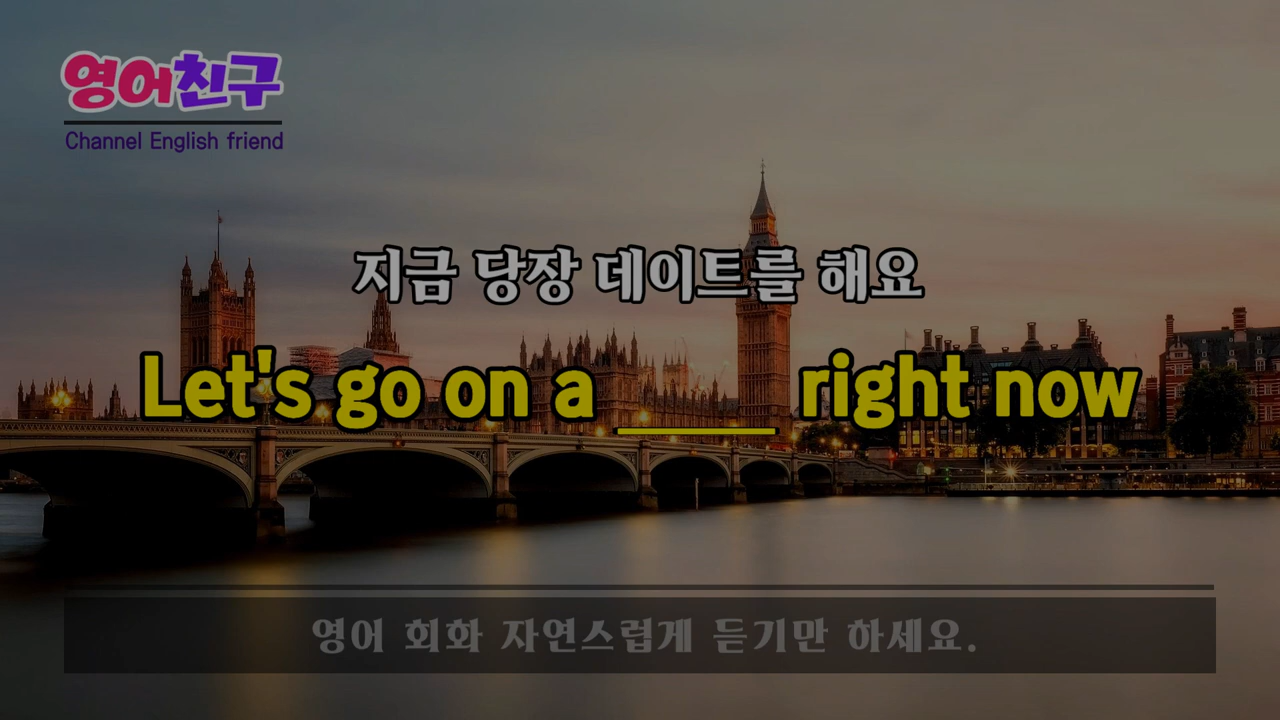 영어친구
Channel English friend
지금 당장 데이트를 해요
Let's go on a _____ right now
영어 회화 자연스럽게 듣기만 하세요.